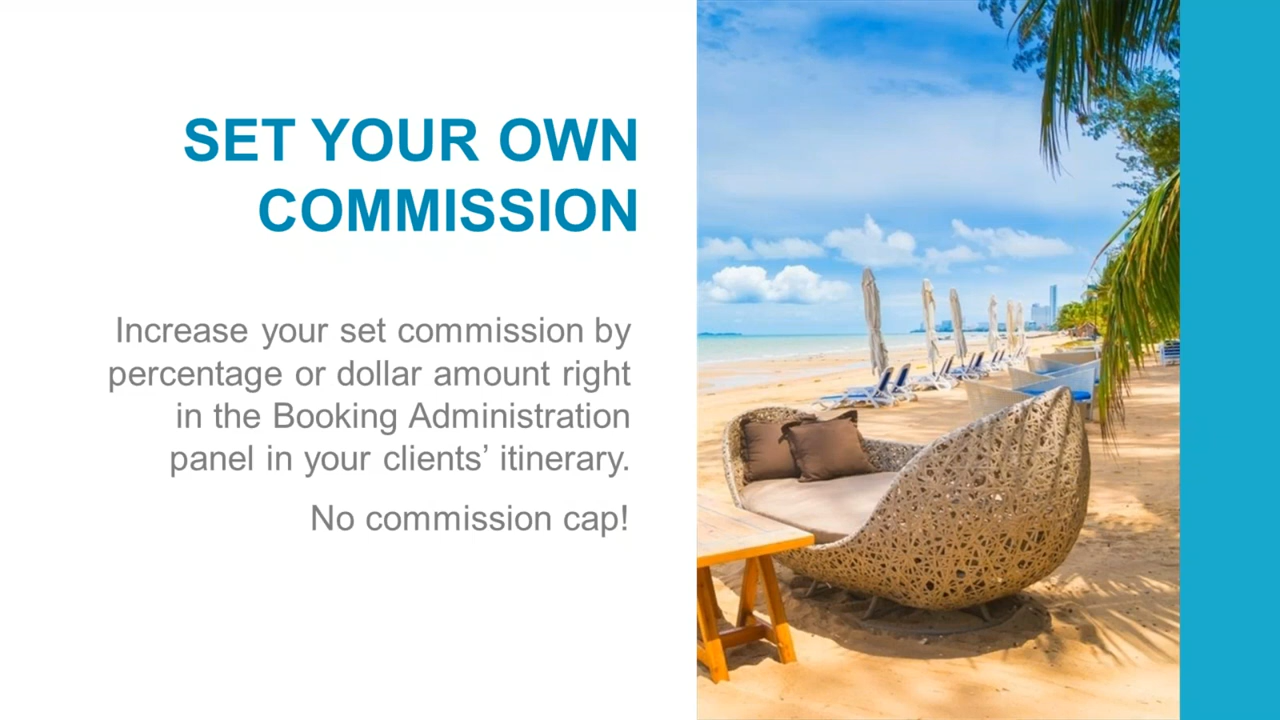 SET YOUR OWN
COMMISSION
Increase your set commission by
percentage or dollar amount right
in the Booking Administration
panel in your clients’ itinerary.
No commission cap!